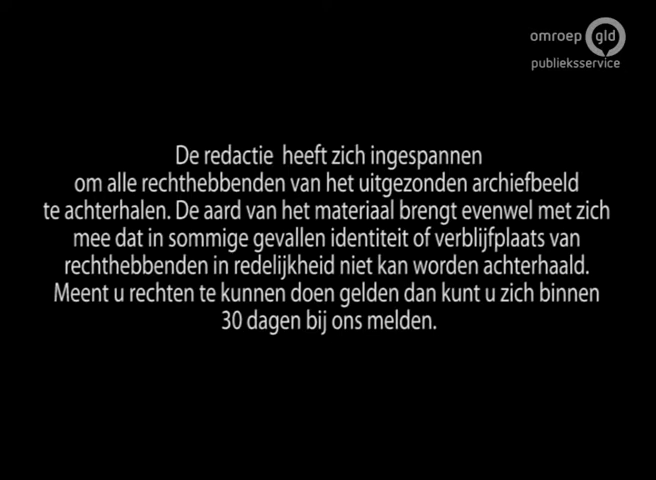 omroep gld
publieksservice
De redactie heeft zich ingespannen
om alle rechthebbenden van het uitgezonden archiefbeeld
te achterhalen. De aard van het materiaal brengt evenwel met zich
mee dat in sommige gevallen identiteit of verblijfplaats van
rechthebbenden in redelijkheid niet kan worden achterhaald.
Meent u rechten te kunnen doen gelden dan kunt u zich binnen
30 dagen bij ons melden.